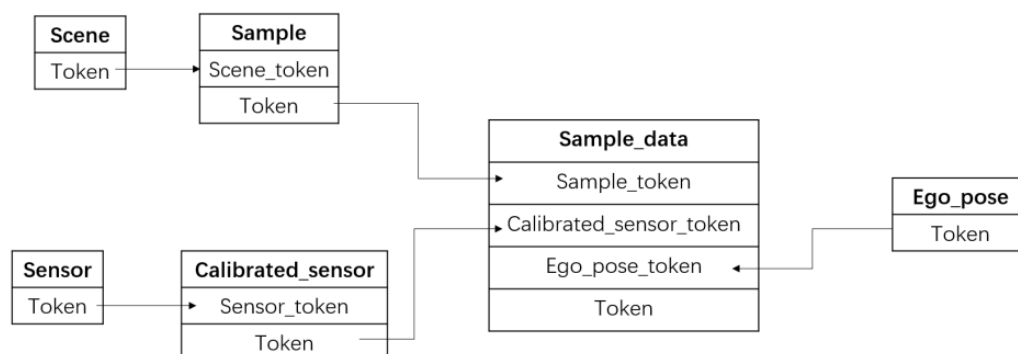 Scene
Token
Sample
Scene_token
Token
Sample_data
Sample_token
Calibrated_sensor_token
Ego_pose_token
Token
Ego_pose
Token
Sensor
Token
Calibrated_sensor
Sensor_token
Token